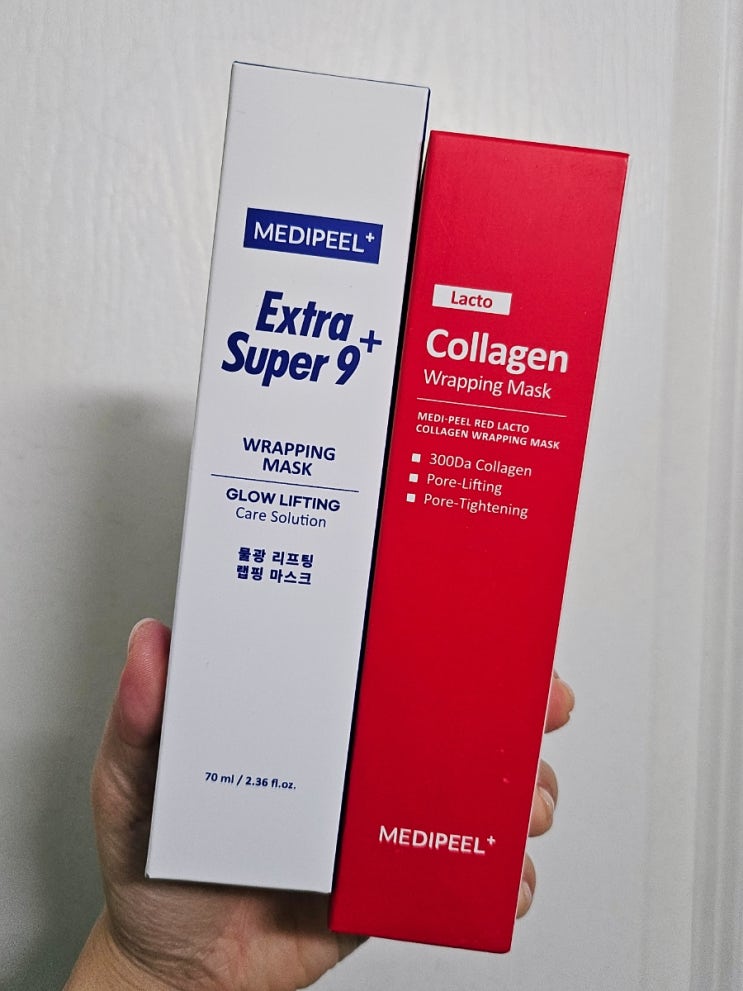 MEDIPEEL+
Extra
Super 9+
WRAPPING
MASK
GLOW LIFTING
Care Solution
물광 리프팅
랩핑 마스크
70 ml / 2.36 fl.oz.
Lacto
Collagen
Wrapping Mask
MEDI-PEEL RED LACTO
COLLAGEN WRAPPING MASK
300Da Collagen
Pore-Lifting
Pore-Tightening
MEDIPEEL+